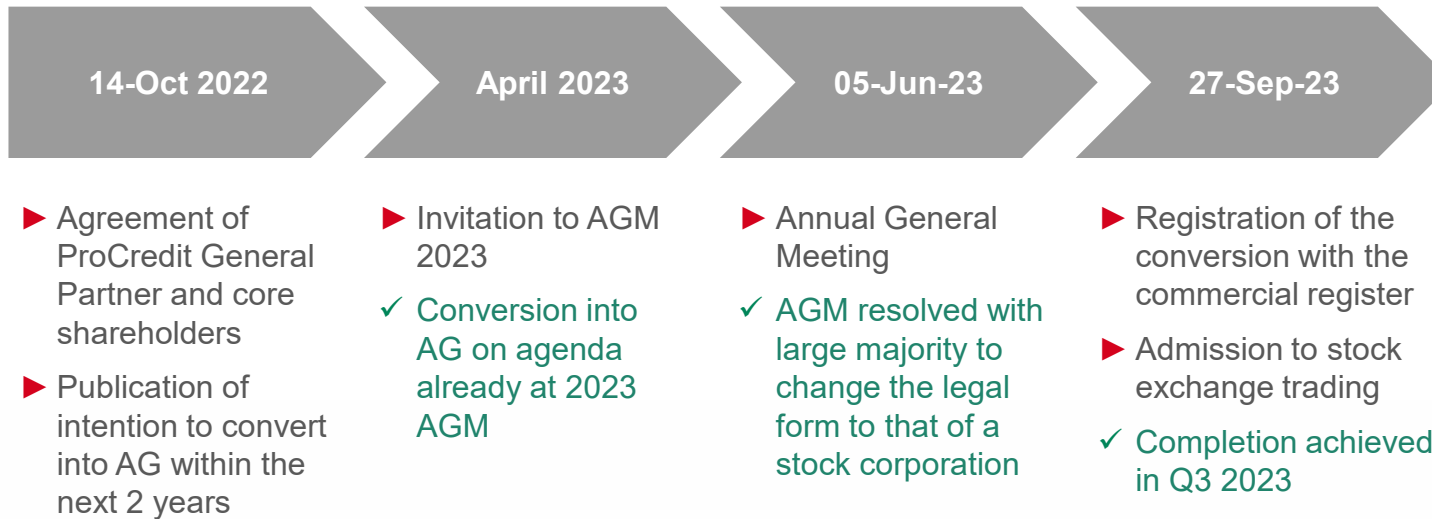 14-Oct 2022
April 2023
05-Jun-23
27-Sep-23
► Agreement of
ProCredit General
Partner and core
shareholders
► Publication of
intention to convert
into AG within the
next 2 years
► Invitation to AGM
2023
✓ Conversion into
AG on agenda
already at 2023
AGM
► Annual General
Meeting
✓ AGM resolved with
large majority to
change the legal
form to that of a
stock corporation
► Registration of the
conversion with the
commercial register
► Admission to stock
exchange trading
✓ Completion achieved
in Q3 2023